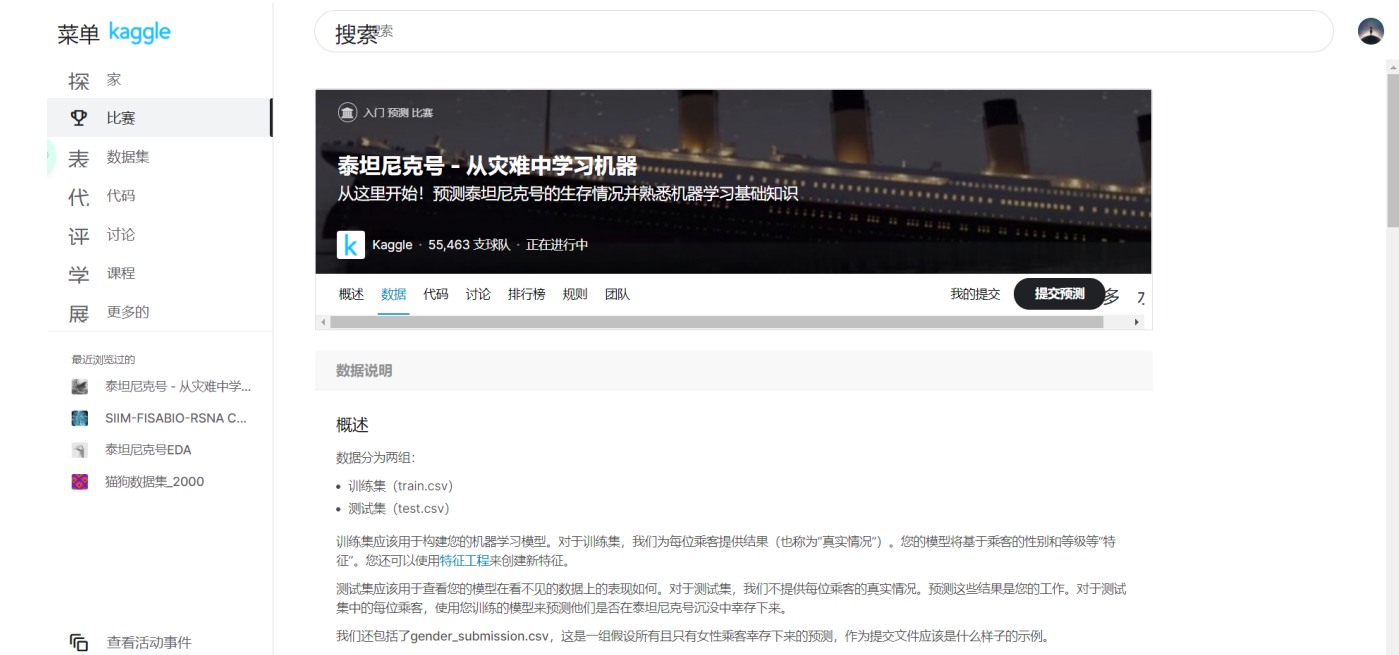 菜单 kaggle
搜索 搜索
探 家
比赛
表 数据集
代 代码
评 讨论
学 课程
展 更多的
最近浏览过的
泰坦尼克号 - 从灾难中学...
SIIM-FISABIO-RSNA C...
泰坦尼克号EDA
猫狗数据集_2000
查看活动事件
入门 预测 比赛
泰坦尼克号 - 从灾难中学习机器
从这里开始！预测泰坦尼克号的生存情况并熟悉机器学习基础知识
k Kaggle · 55,463 支球队 · 正在进行中
概述 数据 代码 讨论 排行榜 规则 团队 我的提交 提交预测 多
数据说明
概述
数据分为两组：
• 训练集（train.csv）
• 测试集（test.csv）
训练集应该用于构建您的机器学习模型。对于训练集，我们为每位乘客提供结果（也称为“真实情况”）。您的模型将基于乘客的性别和等级等“特
征”。您还可以使用特征工程来创建新特征。
测试集应该用于查看您的模型在看不见的数据上的表现如何。对于测试集，我们不提供每位乘客的真实情况。预测这些结果是您的工作。对于测试
集中的每位乘客，使用您训练的模型来预测他们是否在泰坦尼克号沉没中幸存下来。
我们还包括了gender_submission.csv，这是一组假设所有且只有女性乘客幸存下来的预测，作为提交文件应该是什么样子的示例。